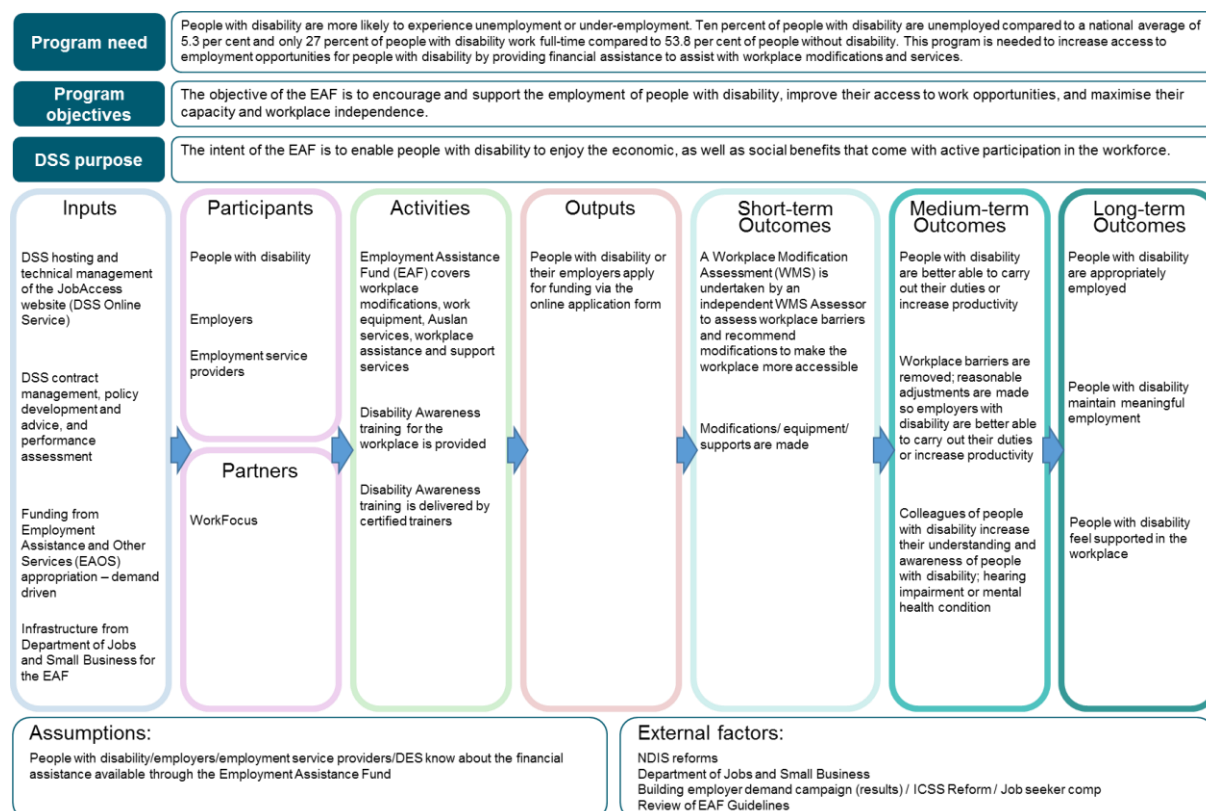 Program need
People with disability are more likely to experience unemployment or under-employment. Ten percent of people with disability are unemployed compared to a national average of
5.3 per cent and only 27 percent of people with disability work full-time compared to 53.8 per cent of people without disability. This program is needed to increase access to
employment opportunities for people with disability by providing financial assistance to assist with workplace modifications and services.
Program
objectives
The objective of the EAF is to encourage and support the employment of people with disability, improve their access to work opportunities, and maximise their
capacity and workplace independence.
DSS purpose
The intent of the EAF is to enable people with disability to enjoy the economic, as well as social benefits that come with active participation in the workforce.
Inputs
DSS hosting and
technical management
of the JobAccess
website (DSS Online
Service)
DSS contract
management, policy
development and
advice, and
performance
assessment
Funding from
Employment
Assistance and Other
Services (EAOS)
appropriation – demand
driven
Infrastructure from
Department of Jobs
and Small Business for
the EAF
Participants
People with disability
Employers
Employment service
providers
Partners
WorkFocus
Activities
Employment Assistance
Fund (EAF) covers
workplace
modifications, work
equipment, Auslan
services, workplace
assistance and support
services
Disability Awareness
training for the
workplace is provided
Disability Awareness
training is delivered by
certified trainers
Outputs
People with disability or
their employers apply
for funding via the
online application form
Short-term
Outcomes
A Workplace Modification
Assessment (WMS) is
undertaken by an
independent WMS Assessor
to assess workplace barriers
and recommend
modifications to make the
workplace more accessible
Modifications/ equipment/
supports are made
Medium-term
Outcomes
People with disability
are better able to carry
out their duties or
increase productivity
Workplace barriers are
removed; reasonable
adjustments are made
so employers with
disability are better able
to carry out their duties
or increase productivity
Colleagues of people
with disability increase
their understanding and
awareness of people
with disability; hearing
impairment or mental
health condition
Long-term
Outcomes
People with disability
are appropriately
employed
People with disability
maintain meaningful
employment
People with disability
feel supported in the
workplace
Assumptions:
People with disability/employers/employment service providers/DES know about the financial
assistance available through the Employment Assistance Fund
External factors:
NDIS reforms
Department of Jobs and Small Business
Building employer demand campaign (results) / ICSS Reform / Job seeker comp
Review of EAF Guidelines